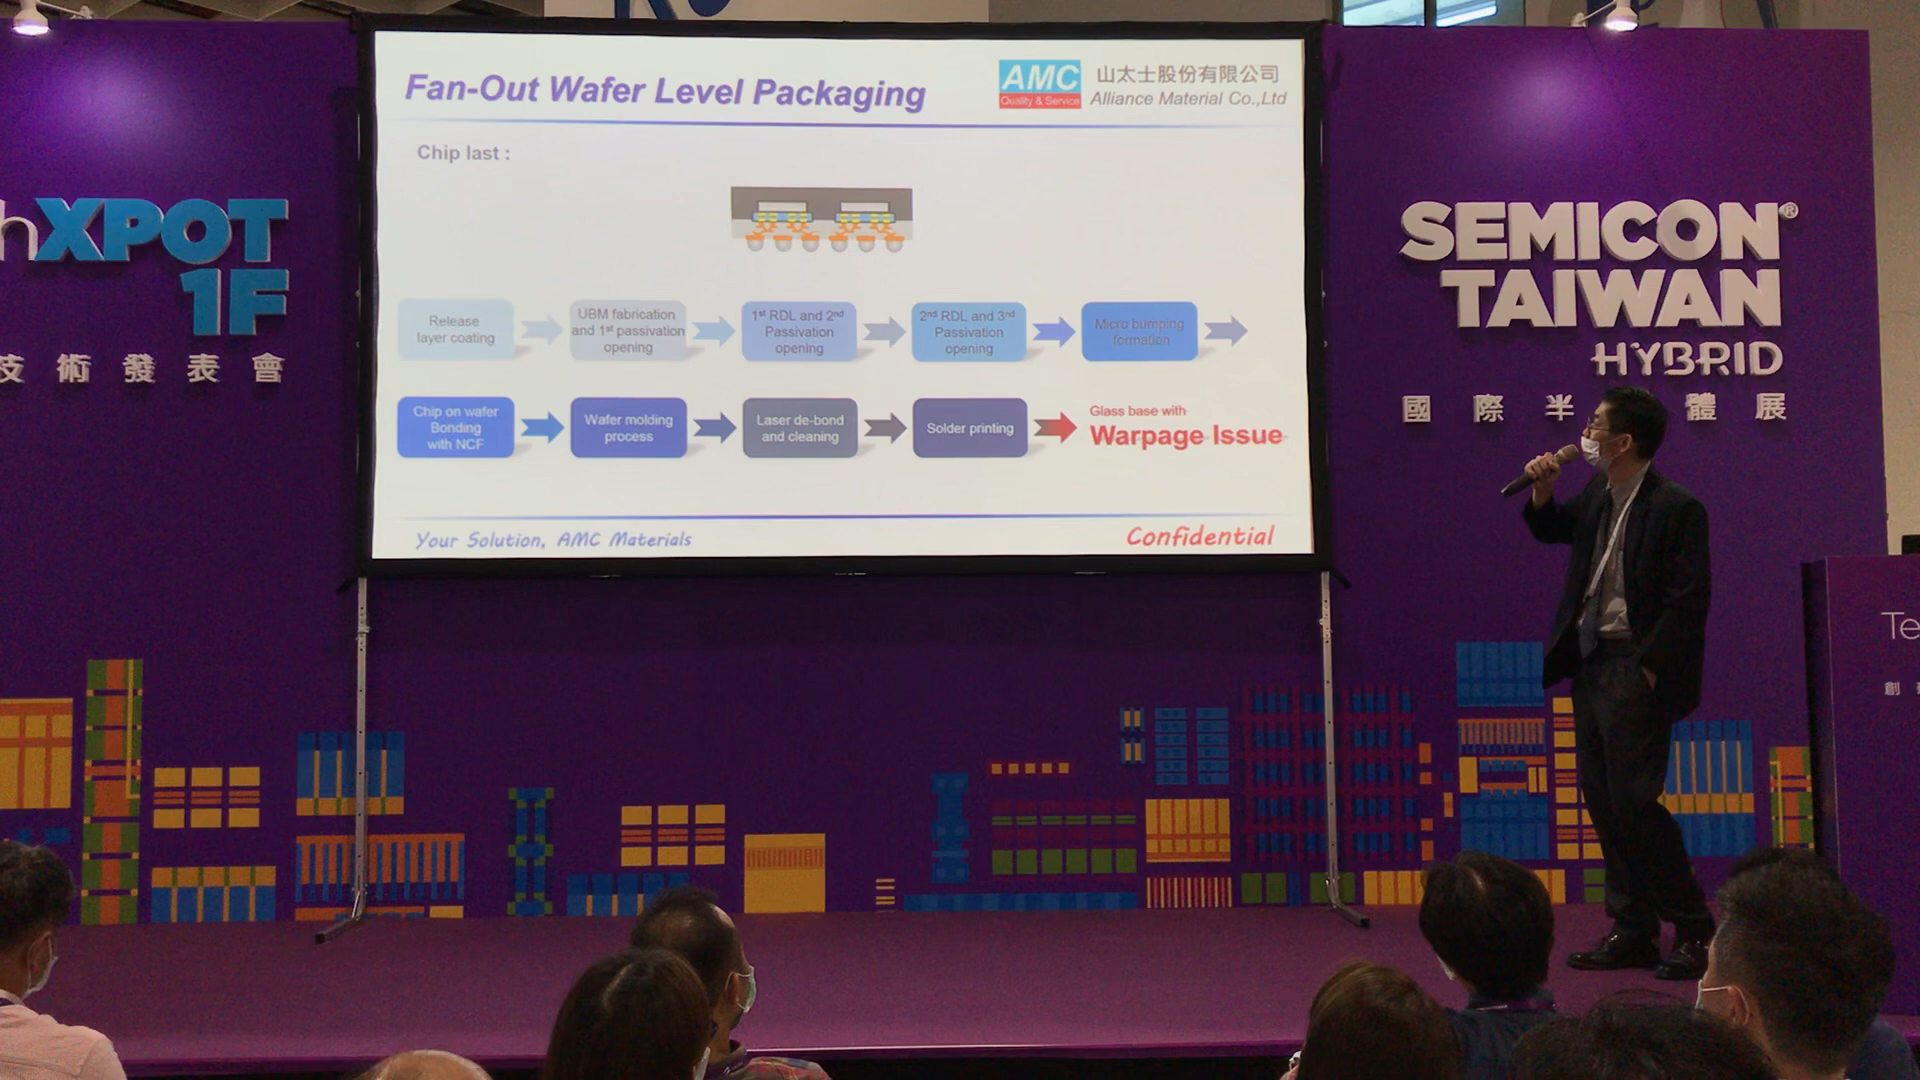 Fan-Out Wafer Level Packaging
AMC
Quality & Service
山太士股份有限公司
Alliance Material Co.,Ltd
Chip last :
Release
layer coating
UBM fabrication
and 1st passivation
opening
1st RDL and 2nd
Passivation
opening
2nd RDL and 3rd
Passivation
opening
Micro bumping
formation
Chip on wafer
Bonding
with NCF
Wafer molding
process
Laser de-bond
and cleaning
Solder printing
Glass base with
Warpage Issue
Your Solution, AMC Materials
Confidential
hXPOT
1F
技術發表會
SEMICON®
TAIWAN
HYBRID
國際半體展
Te
創